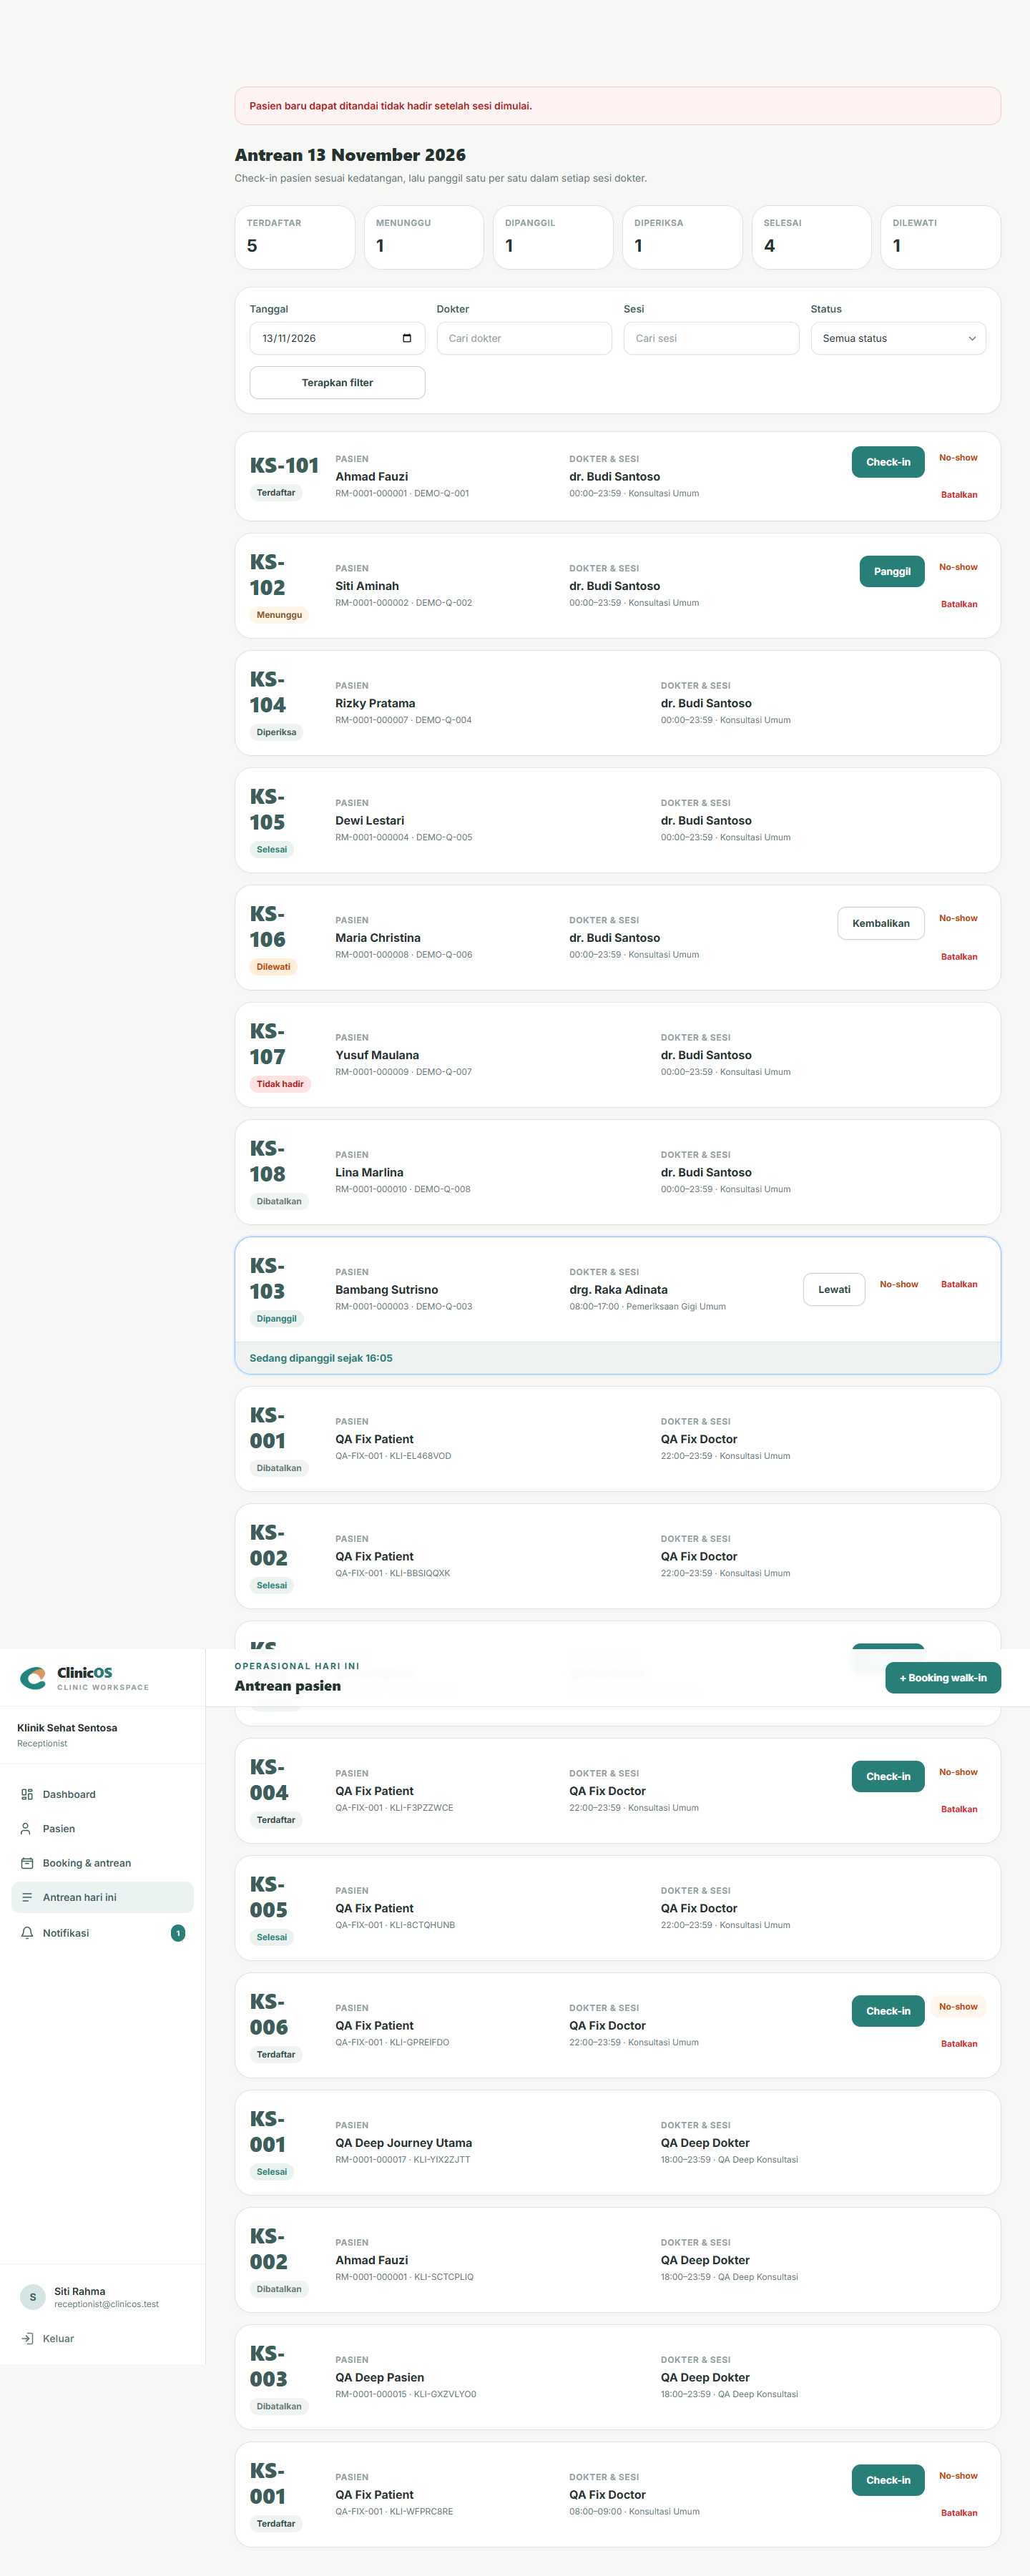 Pasien baru dapat ditandai tidak hadir setelah sesi dimulai.
Antrean 13 November 2026
Check-in pasien sesuai kedatangan, lalu panggil satu per satu dalam setiap sesi dokter.
TERDAFTAR
5
MENUNGGU
1
DIPANGGIL
1
DIPERIKSA
1
SELESAI
4
DILEWATI
1
Tanggal
13/11/2026
Dokter
Cari dokter
Sesi
Cari sesi
Status
Semua status
Terapkan filter
KS-101
Terdaftar
PASIEN
Ahmad Fauzi
RM-0001-000001 · DEMO-Q-001
DOKTER & SESI
dr. Budi Santoso
00:00–23:59 · Konsultasi Umum
Check-in
No-show
Batalkan
KS-
102
Menunggu
PASIEN
Siti Aminah
RM-0001-000002 · DEMO-Q-002
DOKTER & SESI
dr. Budi Santoso
00:00–23:59 · Konsultasi Umum
Panggil
No-show
Batalkan
KS-
104
Diperiksa
PASIEN
Rizky Pratama
RM-0001-000007 · DEMO-Q-004
DOKTER & SESI
dr. Budi Santoso
00:00–23:59 · Konsultasi Umum
KS-
105
Selesai
PASIEN
Dewi Lestari
RM-0001-000004 · DEMO-Q-005
DOKTER & SESI
dr. Budi Santoso
00:00–23:59 · Konsultasi Umum
KS-
106
Dilewati
PASIEN
Maria Christina
RM-0001-000008 · DEMO-Q-006
DOKTER & SESI
dr. Budi Santoso
00:00–23:59 · Konsultasi Umum
Kembalikan
No-show
Batalkan
KS-
107
Tidak hadir
PASIEN
Yusuf Maulana
RM-0001-000009 · DEMO-Q-007
DOKTER & SESI
dr. Budi Santoso
00:00–23:59 · Konsultasi Umum
KS-
108
Dibatalkan
PASIEN
Lina Marlina
RM-0001-000010 · DEMO-Q-008
DOKTER & SESI
dr. Budi Santoso
00:00–23:59 · Konsultasi Umum
KS-
103
Dipanggil
PASIEN
Bambang Sutrisno
RM-0001-000003 · DEMO-Q-003
DOKTER & SESI
drg. Raka Adinata
08:00–17:00 · Pemeriksaan Gigi Umum
Lewati
No-show
Batalkan
Sedang dipanggil sejak 16:05
KS-
001
Dibatalkan
PASIEN
QA Fix Patient
QA-FIX-001 · KLI-EL468VOD
DOKTER & SESI
QA Fix Doctor
22:00–23:59 · Konsultasi Umum
KS-
002
Selesai
PASIEN
QA Fix Patient
QA-FIX-001 · KLI-BBSIQQXK
DOKTER & SESI
QA Fix Doctor
22:00–23:59 · Konsultasi Umum
ClinicOS
CLINIC WORKSPACE
Klinik Sehat Sentosa
Receptionist
Dashboard
Pasien
Booking & antrean
Antrean hari ini
Notifikasi
1
Siti Rahma
S
receptionist@clinicos.test
Keluar
OPERASIONAL HARI INI
Antrean pasien
+ Booking walk-in
KS-
004
Terdaftar
PASIEN
QA Fix Patient
QA-FIX-001 · KLI-F3PZZWCE
DOKTER & SESI
QA Fix Doctor
22:00–23:59 · Konsultasi Umum
Check-in
No-show
Batalkan
KS-
005
Selesai
PASIEN
QA Fix Patient
QA-FIX-001 · KLI-8CTQHUNB
DOKTER & SESI
QA Fix Doctor
22:00–23:59 · Konsultasi Umum
KS-
006
Terdaftar
PASIEN
QA Fix Patient
QA-FIX-001 · KLI-GPREIFDO
DOKTER & SESI
QA Fix Doctor
22:00–23:59 · Konsultasi Umum
Check-in
No-show
Batalkan
KS-
001
Selesai
PASIEN
QA Deep Journey Utama
RM-0001-000017 · KLI-YIX2ZJTT
DOKTER & SESI
QA Deep Dokter
18:00–23:59 · QA Deep Konsultasi
KS-
002
Dibatalkan
PASIEN
Ahmad Fauzi
RM-0001-000001 · KLI-SCTCPLIQ
DOKTER & SESI
QA Deep Dokter
18:00–23:59 · QA Deep Konsultasi
KS-
003
Dibatalkan
PASIEN
QA Deep Pasien
RM-0001-000015 · KLI-GXZVLYO0
DOKTER & SESI
QA Deep Dokter
18:00–23:59 · QA Deep Konsultasi
KS-
001
Terdaftar
PASIEN
QA Fix Patient
QA-FIX-001 · KLI-WFPRC8RE
DOKTER & SESI
QA Fix Doctor
08:00–09:00 · Konsultasi Umum
Check-in
No-show
Batalkan